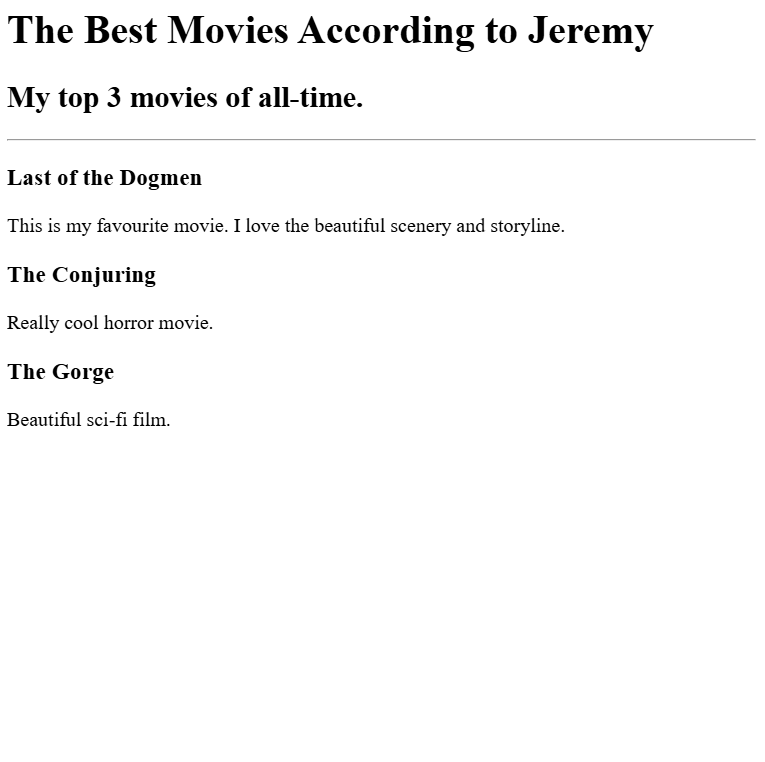 The Best Movies According to Jeremy
My top 3 movies of all-time.
Last of the Dogmen
This is my favourite movie. I love the beautiful scenery and storyline.
The Conjuring
Really cool horror movie.
The Gorge
Beautiful sci-fi film.